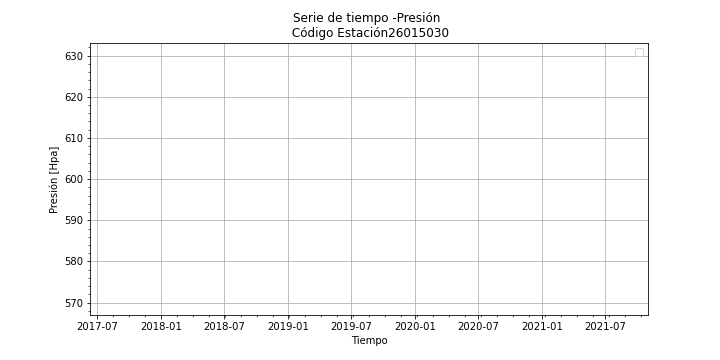 Serie de tiempo -Presión
Código Estación26015030
630
620
610
600
590
580
570
Presión [Hpa]
2017-07 2018-01 2018-07 2019-01 2019-07 2020-01 2020-07 2021-01 2021-07
Tiempo